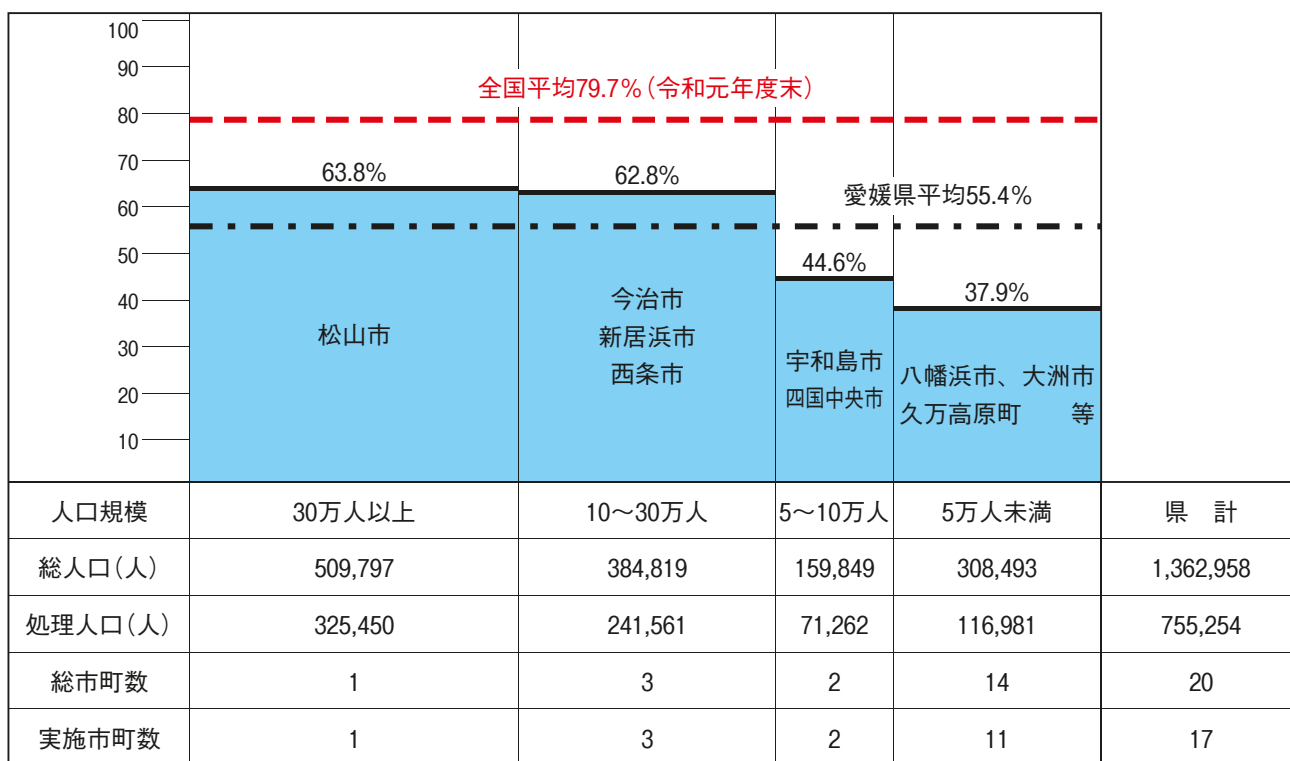 100
90
80
70
60
50
40
30
20
10
全国平均79.7%(令和元年度末)
愛媛県平均55.4%
63.8%
62.8%
44.6%
37.9%
松山市
今治市
新居浜市
西条市
宇和島市
四国中央市
八幡浜市、大洲市
久万高原町 等
人口規模 30万人以上 10〜30万人 5〜10万人 5万人未満 県 計
総人口(人) 509,797 384,819 159,849 308,493 1,362,958
処理人口(人) 325,450 241,561 71,262 116,981 755,254
総市町数 1 3 2 14 20
実施市町数 1 3 2 11 17